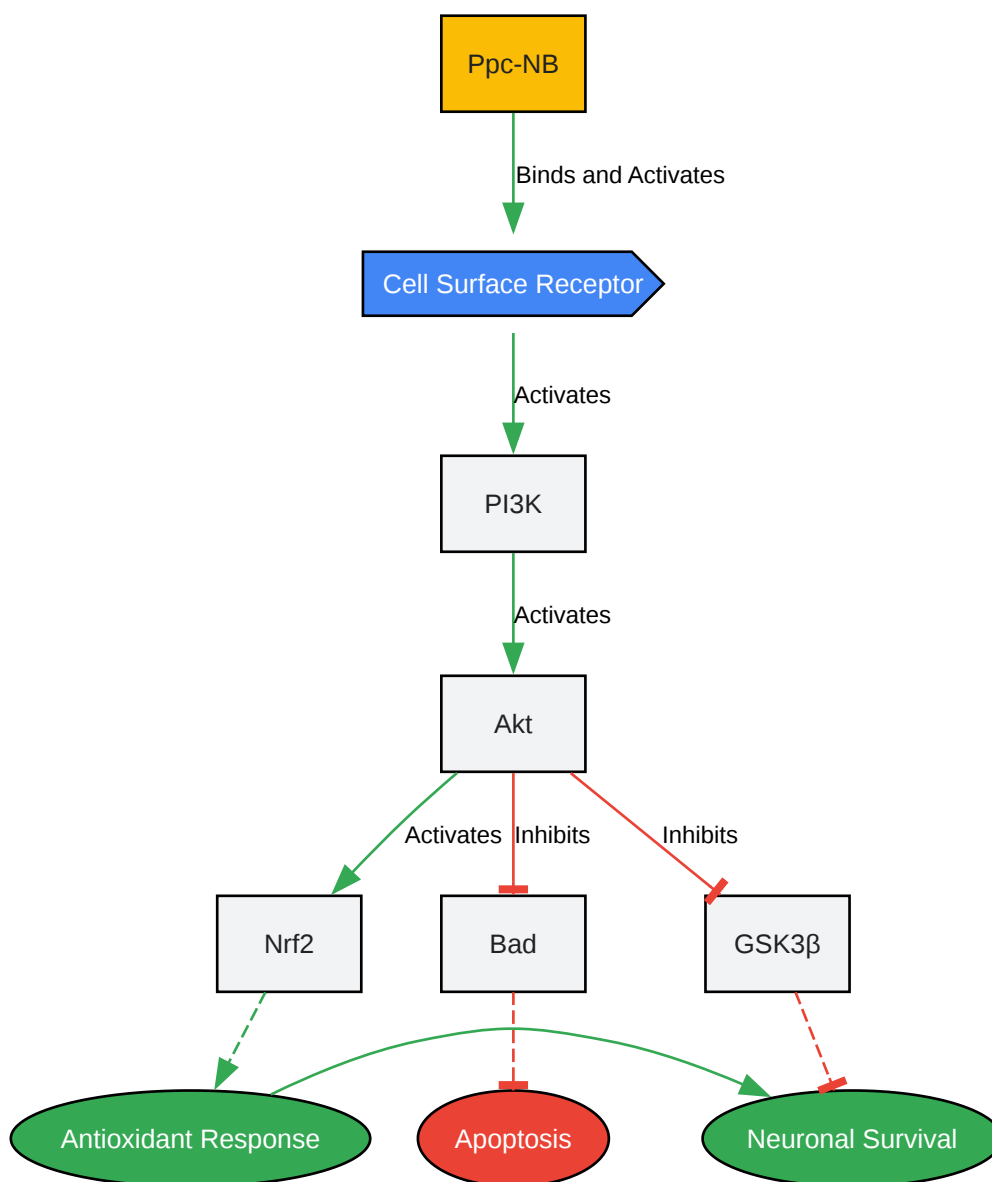 Ppc-NB
Binds and Activates
Cell Surface Receptor
Activates
PI3K
Activates
Akt
Activates
Inhibits
Inhibits
Nrf2
Bad
GSK3β
Antioxidant Response
Apoptosis
Neuronal Survival